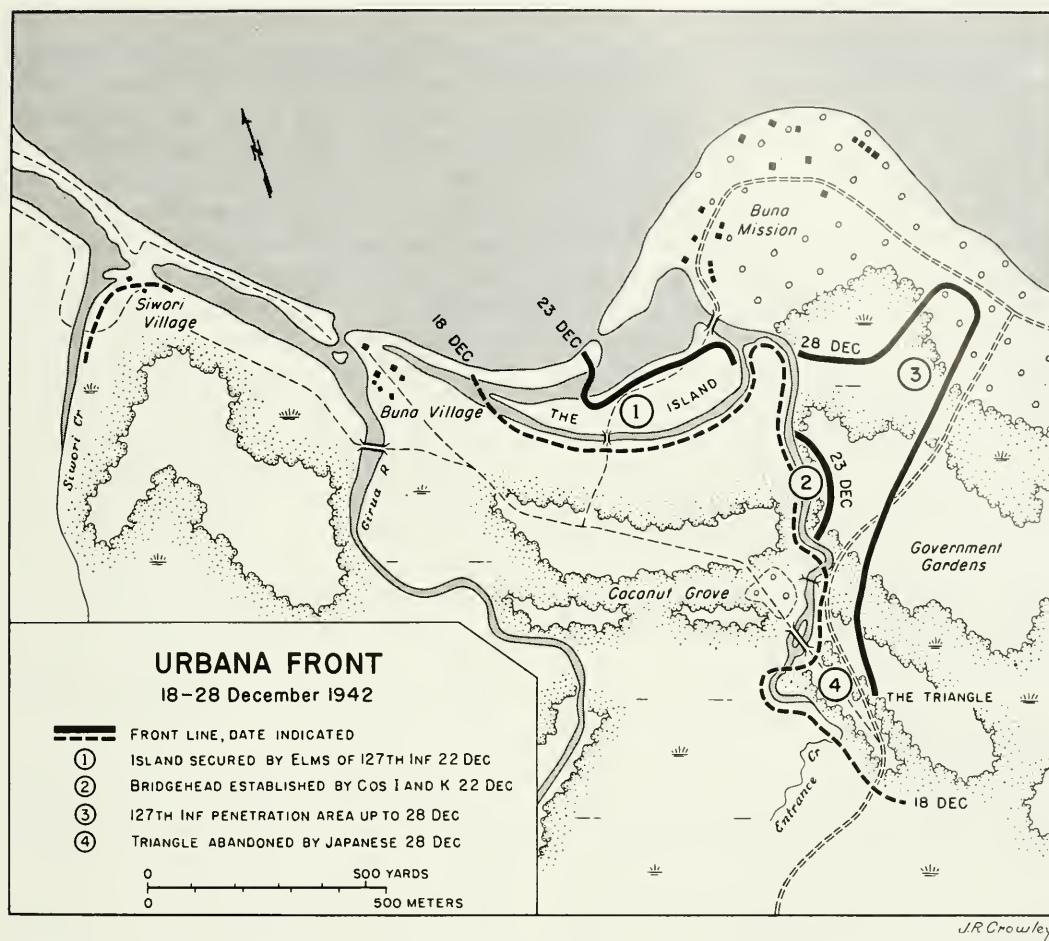 N
Buna
Mission
Siwori
Village
18 DEC
23 DEC
28 DEC
3
THE ISLAND
1
Buna Village
Siwori Cr
Girua R
2
23 DEC
Government
Gardens
Coconut Grove
4
THE TRIANGLE
Entrance Cr
18 DEC
URBANA FRONT
18–28 December 1942
FRONT LINE, DATE INDICATED
1 ISLAND SECURED BY ELMS OF 127TH INF 22 DEC
2 BRIDGEHEAD ESTABLISHED BY COS I AND K 22 DEC
3 127TH INF PENETRATION AREA UP TO 28 DEC
4 TRIANGLE ABANDONED BY JAPANESE 28 DEC
0 500 YARDS
0 500 METERS
J.R. Crowley